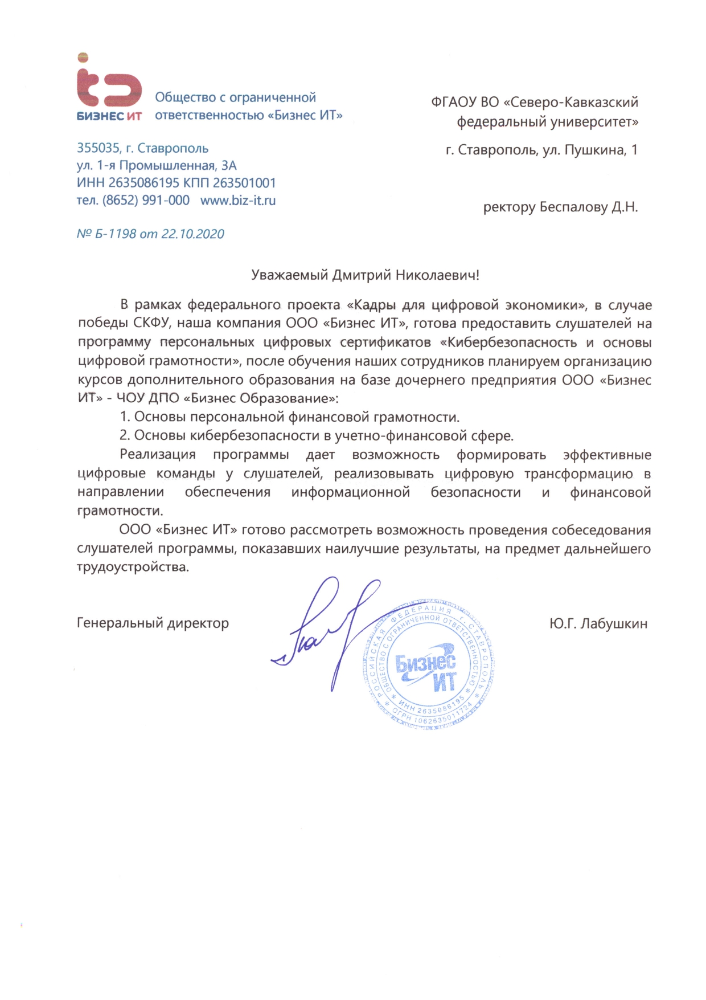 БИЗНЕС ИТ
Общество с ограниченной
ответственностью «Бизнес ИТ»
355035, г. Ставрополь
ул. 1-я Промышленная, 3А
ИНН 2635086195 КПП 263501001
тел. (8652) 991-000 www.biz-it.ru
№ Б-1198 от 22.10.2020
ФГАОУ ВО «Северо-Кавказский
федеральный университет»
г. Ставрополь, ул. Пушкина, 1
ректору Беспалову Д.Н.
Уважаемый Дмитрий Николаевич!
В рамках федерального проекта «Кадры для цифровой экономики», в случае
победы СКФУ, наша компания ООО «Бизнес ИТ», готова предоставить слушателей на
программу персональных цифровых сертификатов «Кибербезопасность и основы
цифровой грамотности», после обучения наших сотрудников планируем организацию
курсов дополнительного образования на базе дочернего предприятия ООО «Бизнес
ИТ» - ЧОУ ДПО «Бизнес Образование»:
1. Основы персональной финансовой грамотности.
2. Основы кибербезопасности в учетно-финансовой сфере.
Реализация программы дает возможность формировать эффективные
цифровые команды у слушателей, реализовывать цифровую трансформацию в
направлении обеспечения информационной безопасности и финансовой
грамотности.
ООО «Бизнес ИТ» готово рассмотреть возможность проведения собеседования
слушателей программы, показавших наилучшие результаты, на предмет дальнейшего
трудоустройства.
Генеральный директор
Ю.Г. Лабушкин
РОССИЙСКАЯ ФЕДЕРАЦИЯ г. СТАВРОПОЛЬ
ОГРН 1062635011724
ОБЩЕСТВО С ОГРАНИЧЕННОЙ ОТВЕТСТВЕННОСТЬЮ
ИНН 2635086195
Бизнес
ИТ